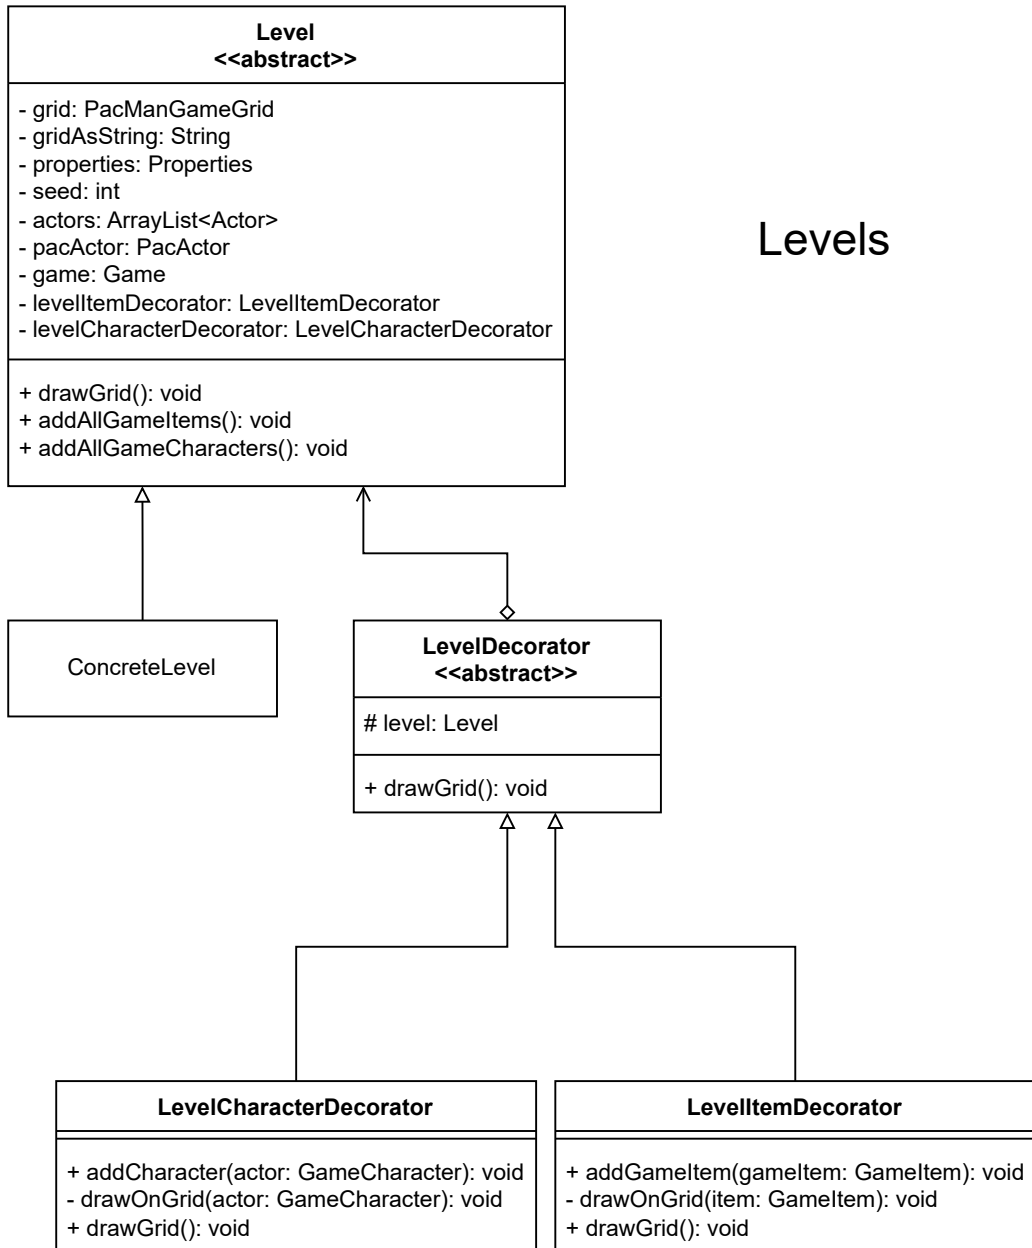 Level
<<abstract>>
- grid: PacManGameGrid
- gridAsString: String
- properties: Properties
- seed: int
- actors: ArrayList<Actor>
- pacActor: PacActor
- game: Game
- levelItemDecorator: LevelItemDecorator
- levelCharacterDecorator: LevelCharacterDecorator
+ drawGrid(): void
+ addAllGameItems(): void
+ addAllGameCharacters(): void
Levels
ConcreteLevel
LevelDecorator
<<abstract>>
# level: Level
+ drawGrid(): void
LevelCharacterDecorator
+ addCharacter(actor: GameCharacter): void
- drawOnGrid(actor: GameCharacter): void
+ drawGrid(): void
LevelItemDecorator
+ addGameItem(gameItem: GameItem): void
- drawOnGrid(item: GameItem): void
+ drawGrid(): void